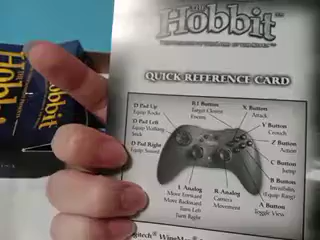 The
Hobbit™
QUICK REFERENCE CARD
D Pad Up
Equip Rocks
D Pad Left
Equip Walking
Stick
D Pad Right
Equip Sword
R1 Button
Target Closest
Enemy
X Button
Attack
Y Button
Crouch
Z Button
Action
C Button
Jump
B Button
Invisibility
(Equip Ring)
A Button
Toggle View
L Analog
Move Forward
Move Backward
Turn Left
Turn Right
R Analog
Camera
Movement
The
Hobbit